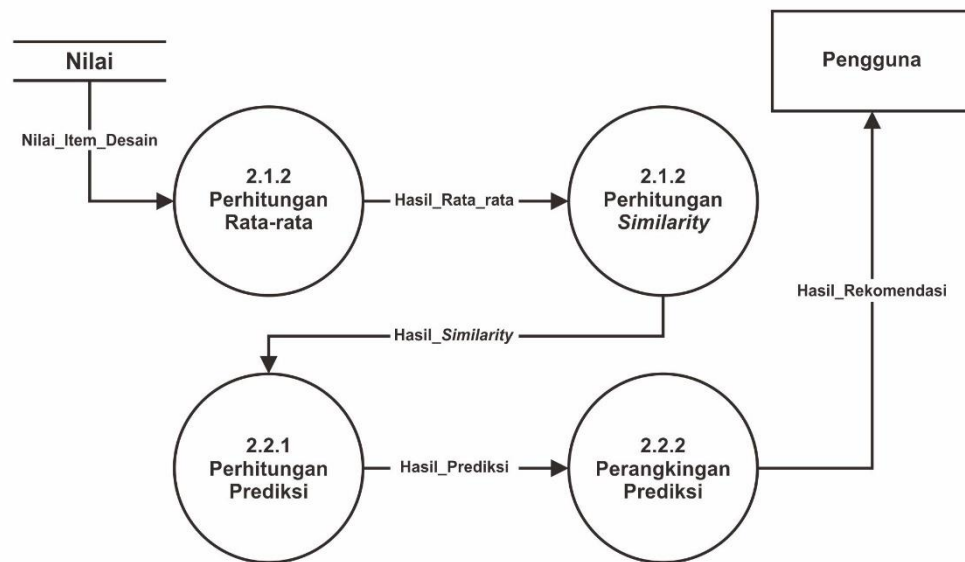 Nilai
Pengguna
Nilai_Item_Desain
2.1.2
Perhitungan
Rata-rata
Hasil_Rata_rata
2.1.2
Perhitungan
Similarity
Hasil_Rekomendasi
Hasil_Similarity
2.2.1
Perhitungan
Prediksi
Hasil_Prediksi
2.2.2
Perangkingan
Prediksi